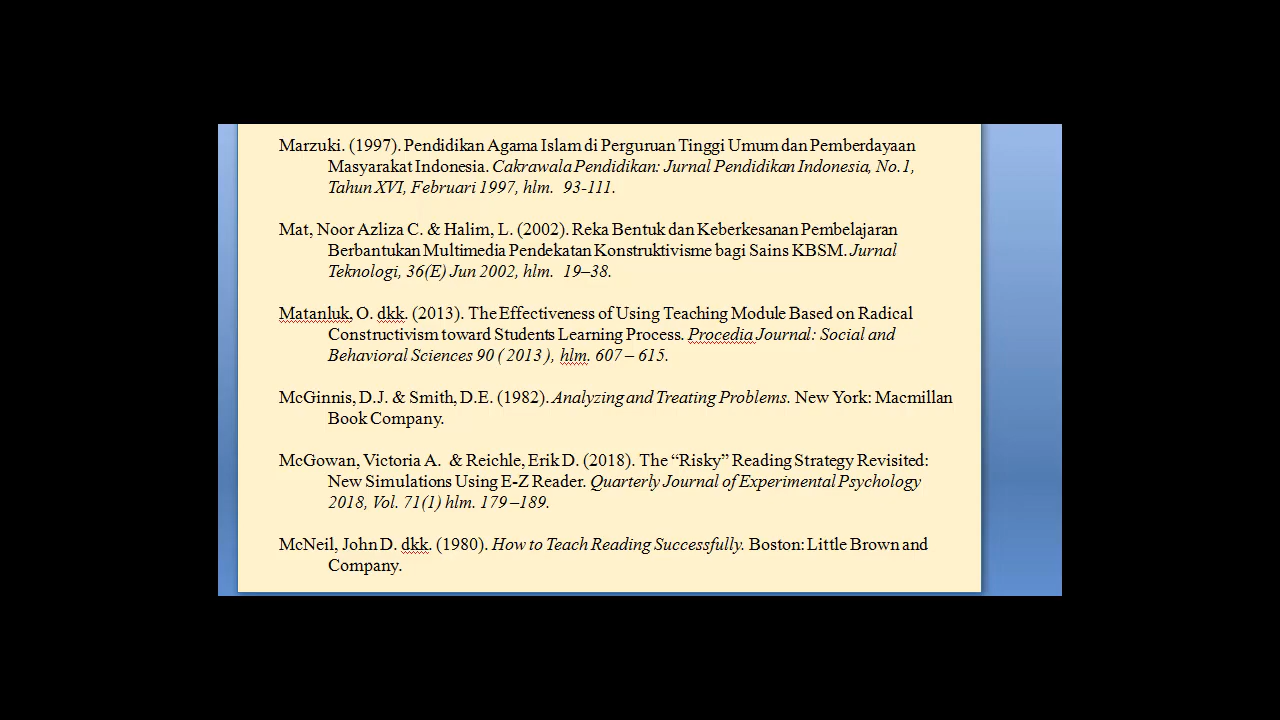 Marzuki. (1997). Pendidikan Agama Islam di Perguruan Tinggi Umum dan Pemberdayaan
Masyarakat Indonesia. Cakrawala Pendidikan: Jurnal Pendidikan Indonesia, No.1,
Tahun XVI, Februari 1997, hlm. 93-111.
Mat, Noor Azliza C. & Halim, L. (2002). Reka Bentuk dan Keberkesanan Pembelajaran
Berbantukan Multimedia Pendekatan Konstruktivisme bagi Sains KBSM. Jurnal
Teknologi, 36(E) Jun 2002, hlm. 19–38.
Matanluk, O. dkk. (2013). The Effectiveness of Using Teaching Module Based on Radical
Constructivism toward Students Learning Process. Procedia Journal: Social and
Behavioral Sciences 90 ( 2013 ), hlm. 607 – 615.
McGinnis, D.J. & Smith, D.E. (1982). Analyzing and Treating Problems. New York: Macmillan
Book Company.
McGowan, Victoria A. & Reichle, Erik D. (2018). The “Risky” Reading Strategy Revisited:
New Simulations Using E-Z Reader. Quarterly Journal of Experimental Psychology
2018, Vol. 71(1) hlm. 179 –189.
McNeil, John D. dkk. (1980). How to Teach Reading Successfully. Boston: Little Brown and
Company.